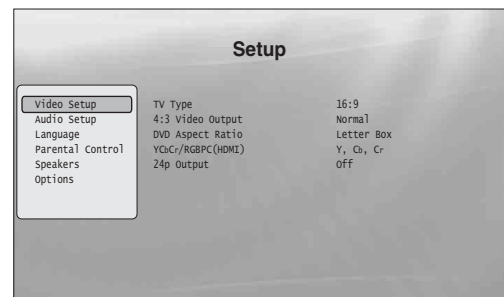 Setup
Video Setup
Audio Setup
Language
Parental Control
Speakers
Options
TV Type 16:9
4:3 Video Output Normal
DVD Aspect Ratio Letter Box
YCbCr/RGBPC(HDMI) Y, Cb, Cr
24p Output Off